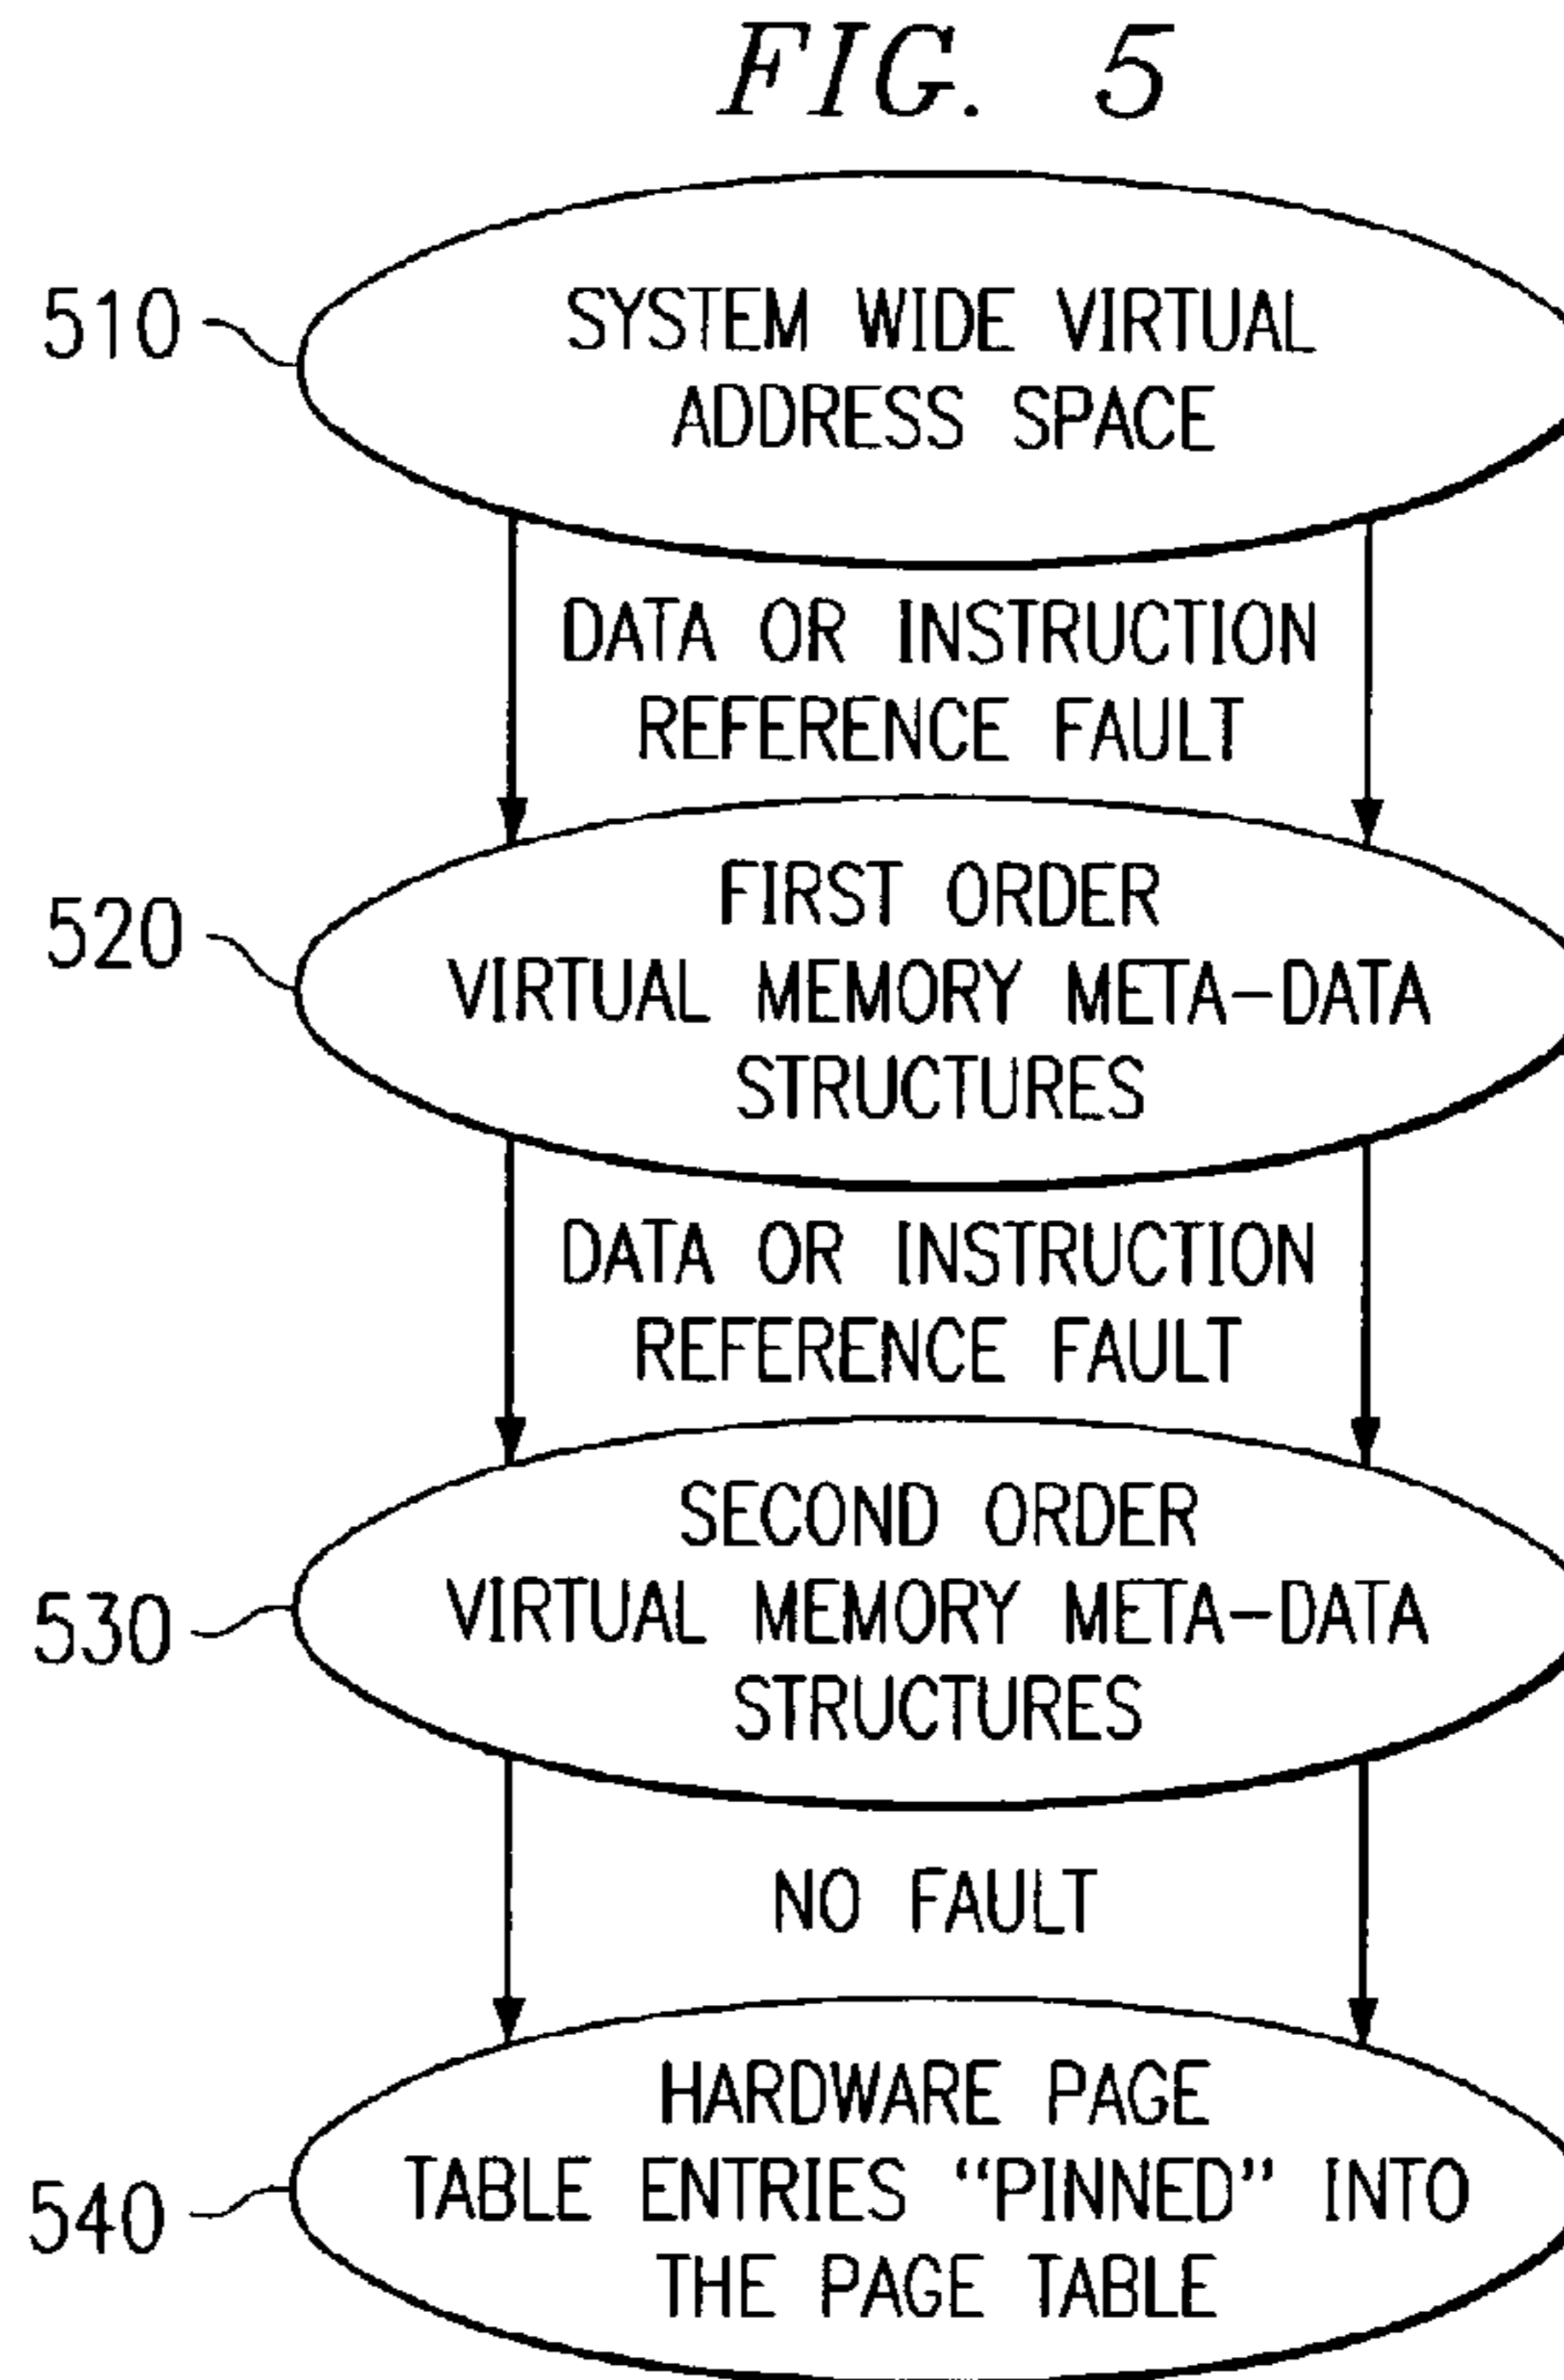 FIG. 5
510
SYSTEM WIDE VIRTUAL
ADDRESS SPACE
DATA OR INSTRUCTION
REFERENCE FAULT
520
FIRST ORDER
VIRTUAL MEMORY META-DATA
STRUCTURES
DATA OR INSTRUCTION
REFERENCE FAULT
530
SECOND ORDER
VIRTUAL MEMORY META-DATA
STRUCTURES
NO FAULT
540
HARDWARE PAGE
TABLE ENTRIES “PINNED” INTO
THE PAGE TABLE